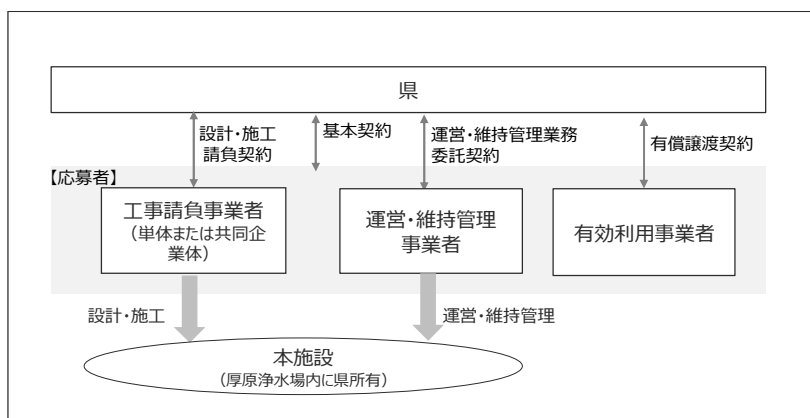 県
設計・施工
請負契約
基本契約
運営・維持管理業務
委託契約
有償譲渡契約
【応募者】
工事請負事業者
（単体または共同企
業体）
運営・維持管理
事業者
有効利用事業者
設計・施工
運営・維持管理
本施設
（厚原浄水場内に県所有）